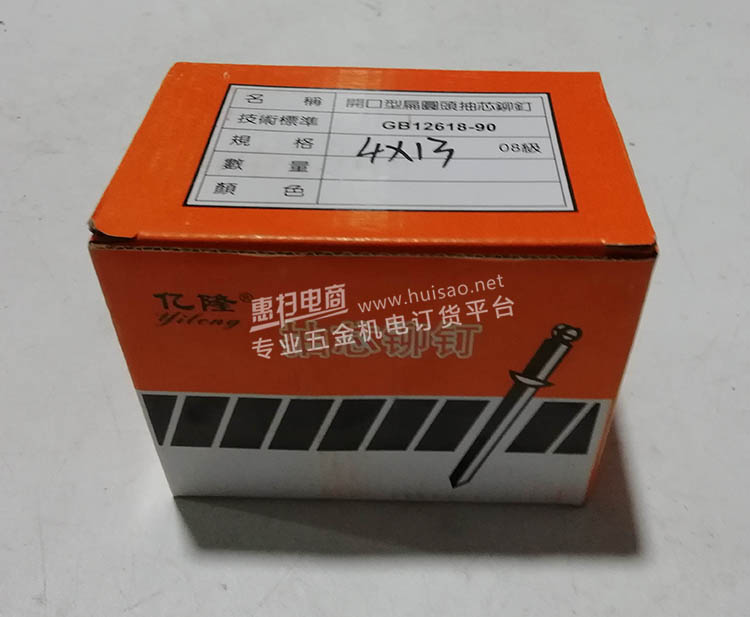 名 稱 開口型扁圓頭抽芯鉚釘
技術標準 GB12618-90
規 格 4X13 08級
數 量
顏 色
亿隆®
Yilong
惠扫电商 www.huisao.net
专业五金机电订货平台
抽芯铆钉